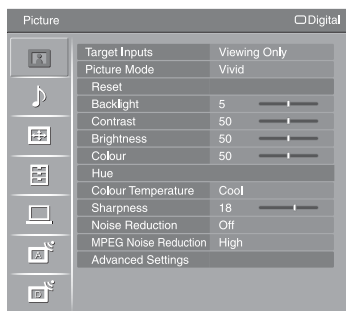 Picture Digital
Target Inputs Viewing Only
Picture Mode Vivid
Reset
Backlight 5
Contrast 50
Brightness 50
Colour 50
Hue
Colour Temperature Cool
Sharpness 18
Noise Reduction Off
MPEG Noise Reduction High
Advanced Settings
A
D